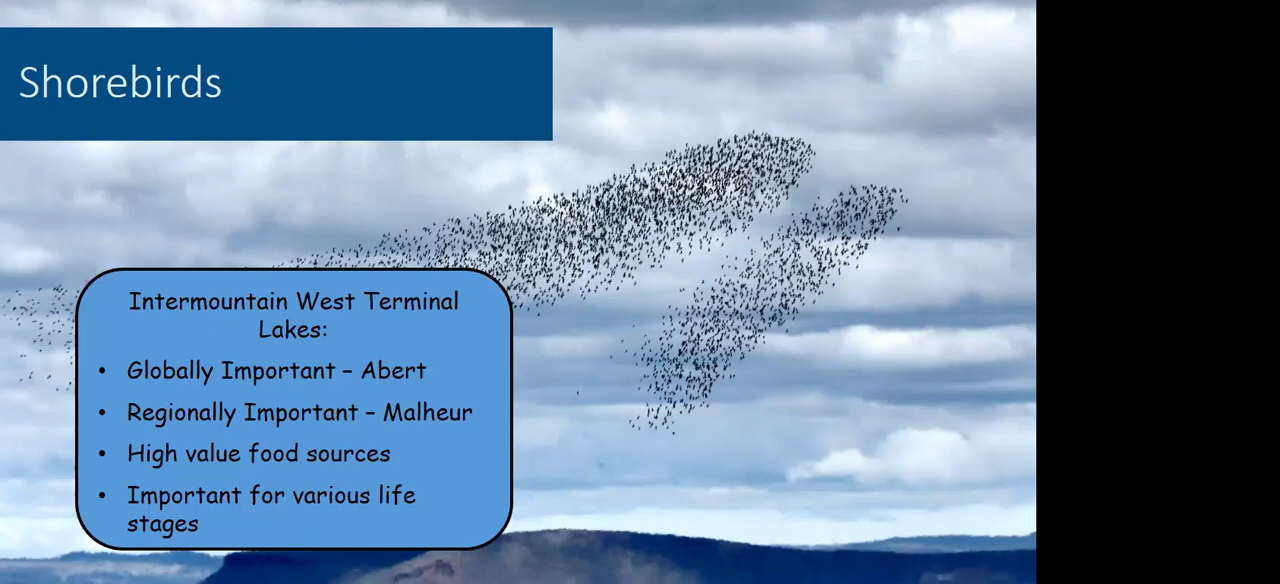 Shorebirds
Intermountain West Terminal
Lakes:
• Globally Important – Abert
• Regionally Important – Malheur
• High value food sources
• Important for various life
stages